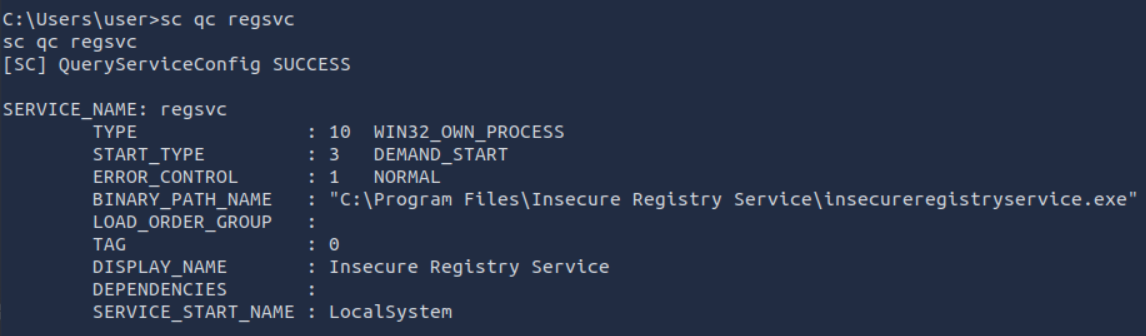 C:\Users\user>sc qc regsvc
sc qc regsvc
[SC] QueryServiceConfig SUCCESS

SERVICE_NAME: regsvc
        TYPE               : 10  WIN32_OWN_PROCESS
        START_TYPE         : 3   DEMAND_START
        ERROR_CONTROL      : 1   NORMAL
        BINARY_PATH_NAME   : "C:\Program Files\Insecure Registry Service\insecureregistryservice.exe"
        LOAD_ORDER_GROUP   :
        TAG                : 0
        DISPLAY_NAME       : Insecure Registry Service
        DEPENDENCIES       :
        SERVICE_START_NAME : LocalSystem